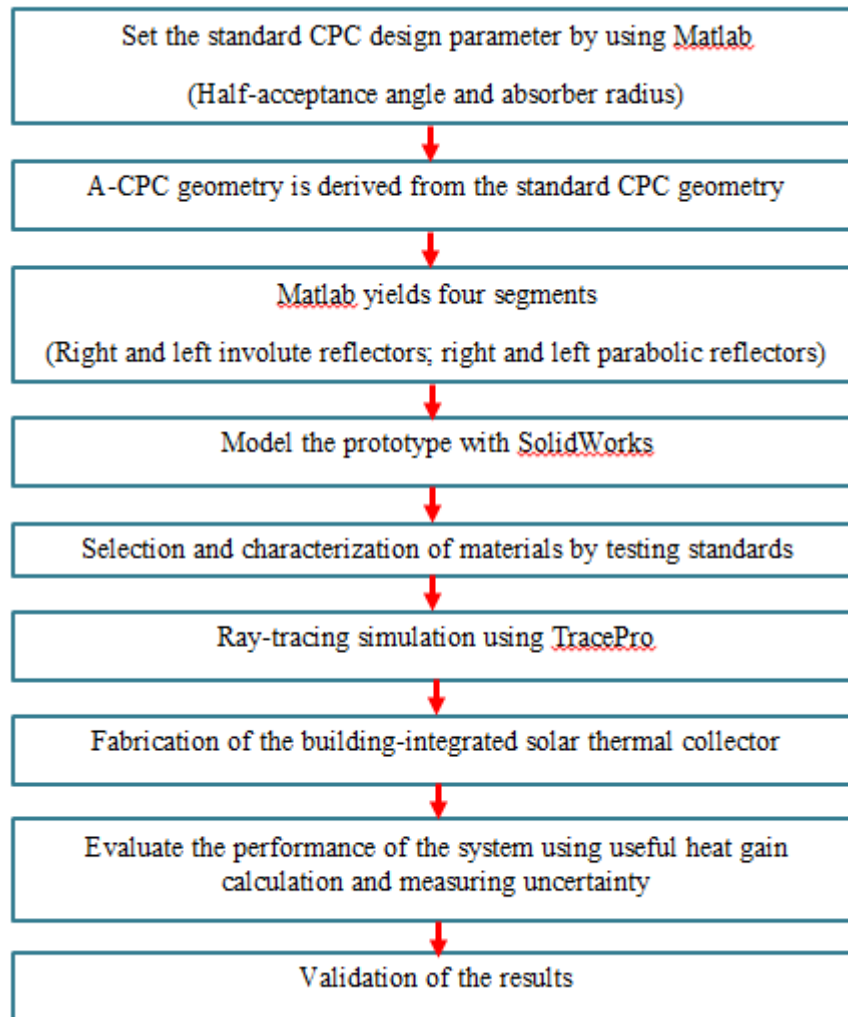 Set the standard CPC design parameter by using Matlab
(Half-acceptance angle and absorber radius)
A-CPC geometry is derived from the standard CPC geometry
Matlab yields four segments
(Right and left involute reflectors; right and left parabolic reflectors)
Model the prototype with SolidWorks
Selection and characterization of materials by testing standards
Ray-tracing simulation using TracePro
Fabrication of the building-integrated solar thermal collector
Evaluate the performance of the system using useful heat gain
calculation and measuring uncertainty
Validation of the results